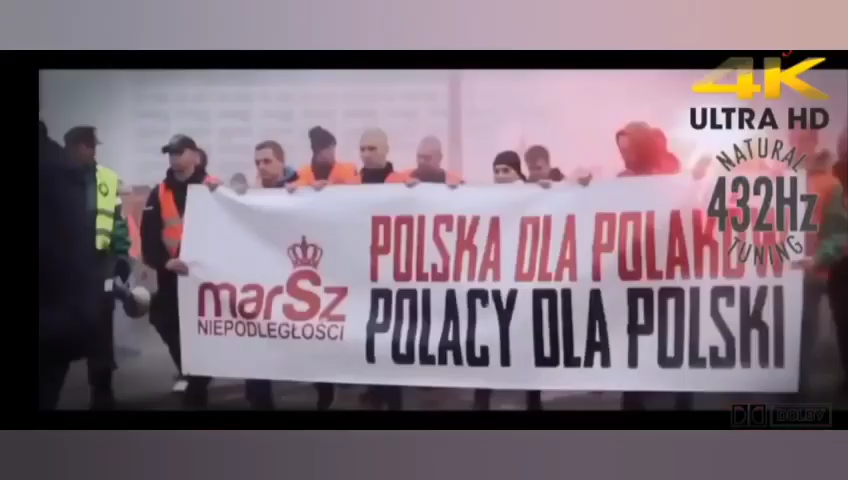 4K
ULTRA HD
NATURAL
432Hz
TUNING
POLSKA DLA POLAKÓW
marSz
NIEPODLEGŁOŚCI
POLACY DLA POLSKI
DOLBY